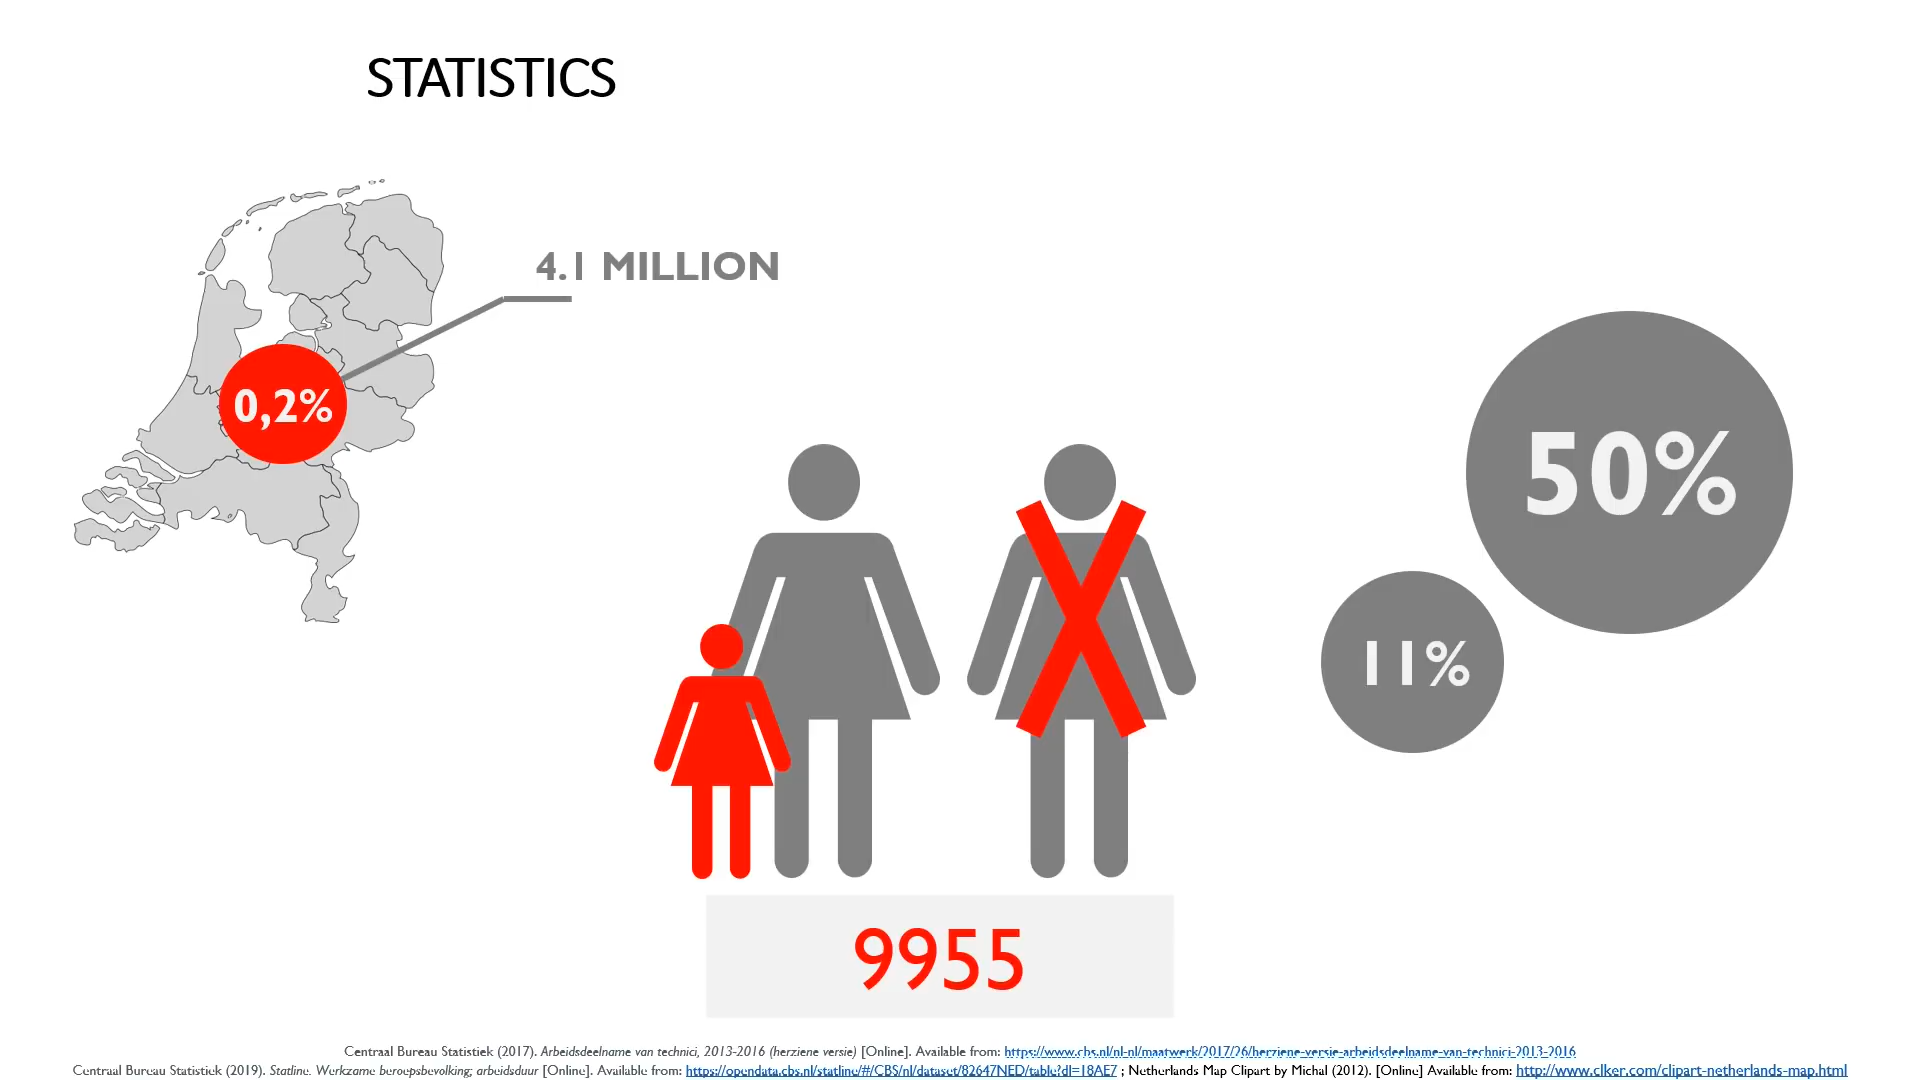 STATISTICS
4.1 MILLION
0,2%
50%
11%
9955
Centraal Bureau Statistiek (2017). Arbeidsdeelname van technici, 2013-2016 (herziene versie) [Online]. Available from: https://www.cbs.nl/nl-nl/maatwerk/2017/26/herziene-versie-arbeidsdeelname-van-technici-2013-2016
Centraal Bureau Statistiek (2019). Statline. Werkzame beroepsbevolking; arbeidsduur [Online]. Available from: https://opendata.cbs.nl/statline/#/CBS/nl/dataset/82647NED/table?dl=18AE7 ; Netherlands Map Clipart by Michal (2012). [Online] Available from: http://www.clker.com/clipart-netherlands-map.html